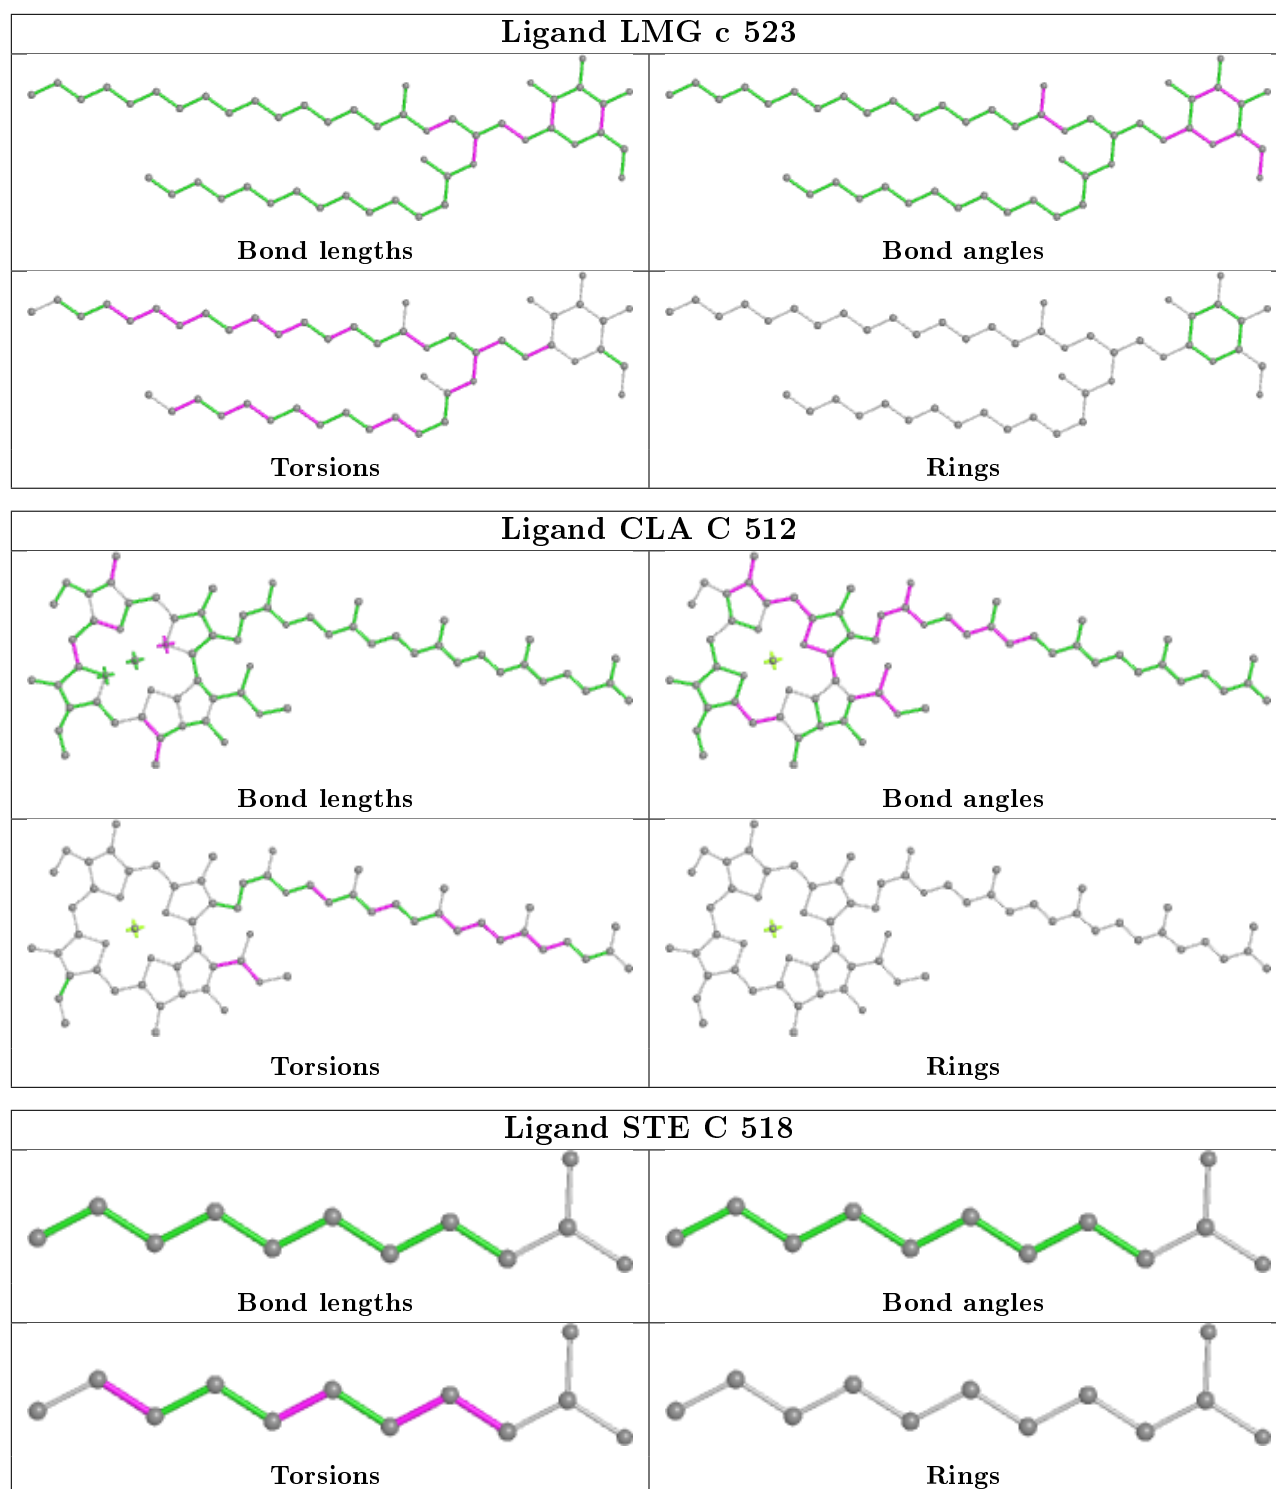 Ligand LMG c 523
Bond lengths
Bond angles
Torsions
Rings
Ligand CLA C 512
Bond lengths
Bond angles
Torsions
Rings
Ligand STE C 518
Bond lengths
Bond angles
Torsions
Rings